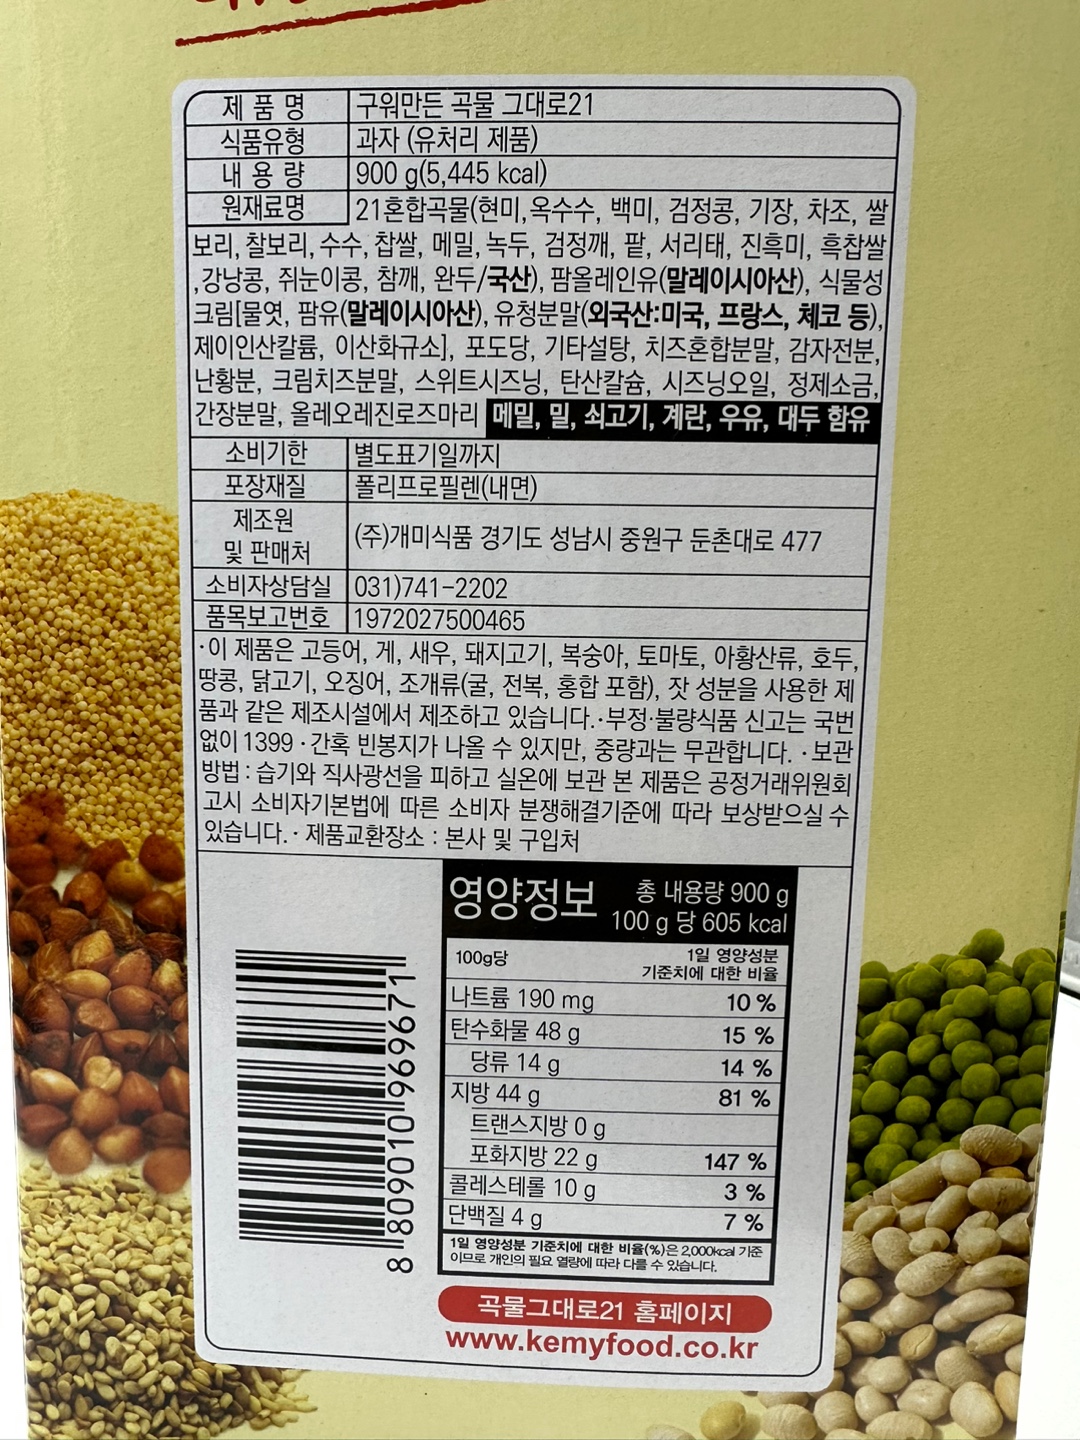 제 품 명 구워만든 곡물 그대로21
식품유형 과자 (유처리 제품)
내 용 량 900 g(5,445 kcal)
원재료명 21혼합곡물(현미, 옥수수, 백미, 검정콩, 기장, 차조, 쌀
보리, 찰보리, 수수, 찹쌀, 메밀, 녹두, 검정깨, 팥, 서리태, 진흑미, 흑찹쌀
,강낭콩, 쥐눈이콩, 참깨, 완두/국산), 팜올레인유(말레이시아산), 식물성
크림[물엿, 팜유(말레이시아산), 유청분말(외국산:미국, 프랑스, 체코 등),
제이인산칼륨, 이산화규소], 포도당, 기타설탕, 치즈혼합분말, 감자전분,
난황분, 크림치즈분말, 스위트시즈닝, 탄산칼슘, 시즈닝오일, 정제소금,
간장분말, 올레오레진로즈마리 메밀, 밀, 쇠고기, 계란, 우유, 대두 함유
소비기한 별도표기일까지
포장재질 폴리프로필렌(내면)
제조원
및 판매처 (주)개미식품 경기도 성남시 중원구 둔촌대로 477
소비자상담실 031)741-2202
품목보고번호 1972027500465
·이 제품은 고등어, 게, 새우, 돼지고기, 복숭아, 토마토, 아황산류, 호두,
땅콩, 닭고기, 오징어, 조개류(굴, 전복, 홍합 포함), 잣 성분을 사용한 제
품과 같은 제조시설에서 제조하고 있습니다.·부정·불량식품 신고는 국번
없이 1399 ·간혹 빈봉지가 나올 수 있지만, 중량과는 무관합니다. ·보관
방법 : 습기와 직사광선을 피하고 실온에 보관 본 제품은 공정거래위원회
고시 소비자기본법에 따른 소비자 분쟁해결기준에 따라 보상받으실 수
있습니다.· 제품교환장소 : 본사 및 구입처
영양정보 총 내용량 900 g
100 g 당 605 kcal
100g당 1일 영양성분
기준치에 대한 비율
나트륨 190 mg 10 %
탄수화물 48 g 15 %
당류 14 g 14 %
지방 44 g 81 %
트랜스지방 0 g
포화지방 22 g 147 %
콜레스테롤 10 g 3 %
단백질 4 g 7 %
1일 영양성분 기준치에 대한 비율(%)은 2,000kcal 기준
이므로 개인의 필요 열량에 따라 다를 수 있습니다.
8 809010 969671
곡물그대로21 홈페이지
www.kemyfood.co.kr